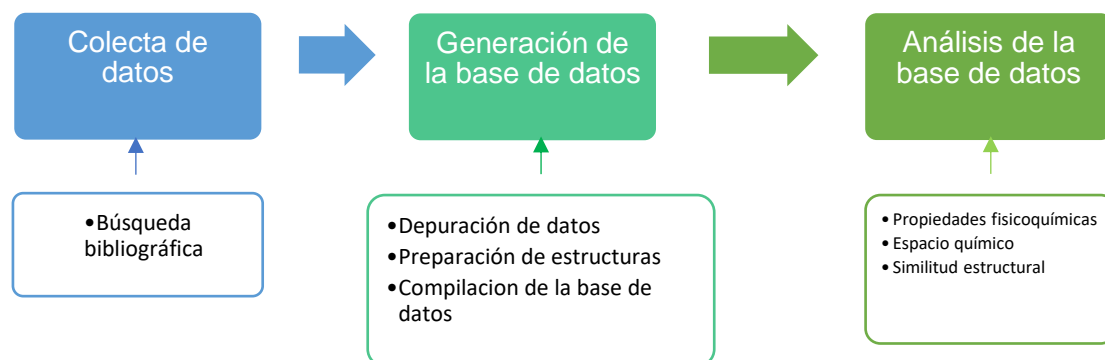 Colecta de
datos
Generación de
la base de datos
Análisis de la
base de datos
•Búsqueda
bibliográfica
•Depuración de datos
•Preparación de estructuras
•Compilacion de la base de
datos
• Propiedades fisicoquímicas
• Espacio químico
• Similitud estructural